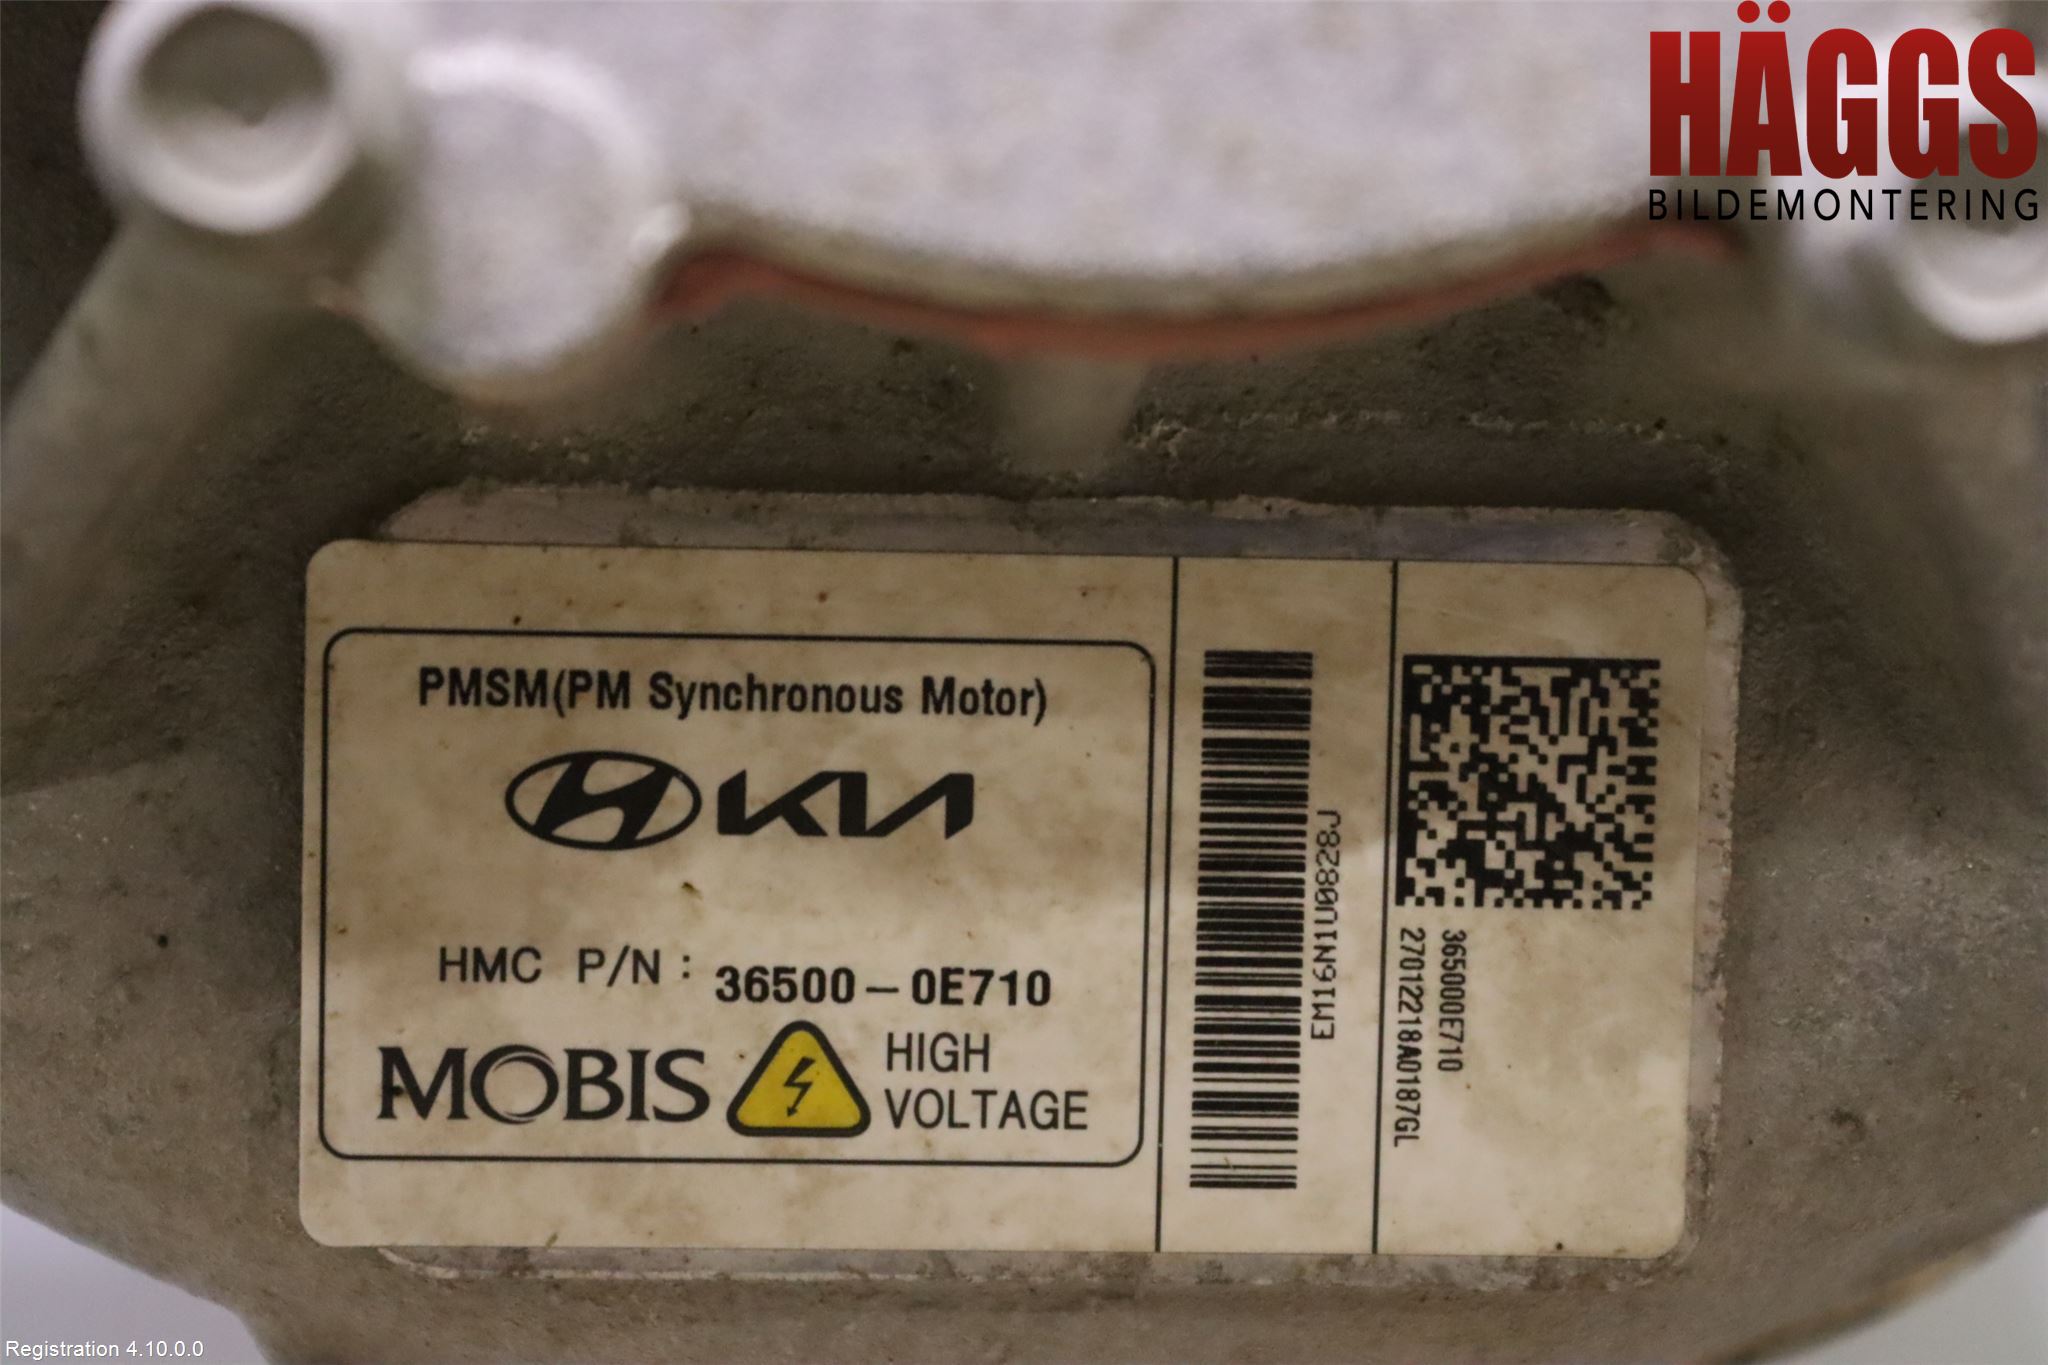 HÄGGS
BILDEMONTERING
PMSM(PM Synchronous Motor)
KIA
HMC P/N : 36500-0E710
MOBIS
HIGH
VOLTAGE
EM16N1U0828J
365000E710
27012218A0187GL
Registration 4.10.0.0